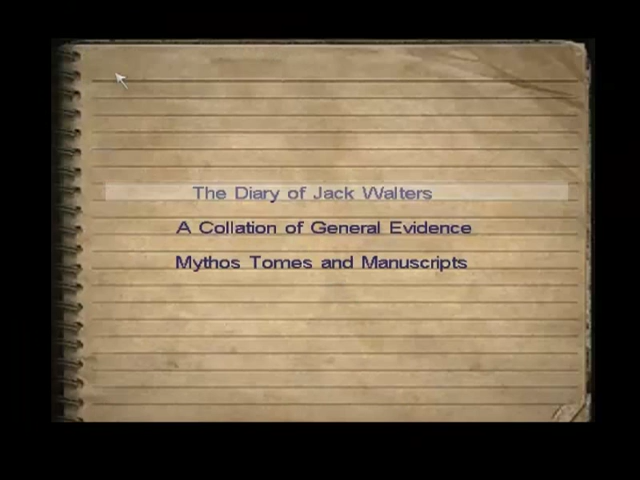 The Diary of Jack Walters
A Collation of General Evidence
Mythos Tomes and Manuscripts